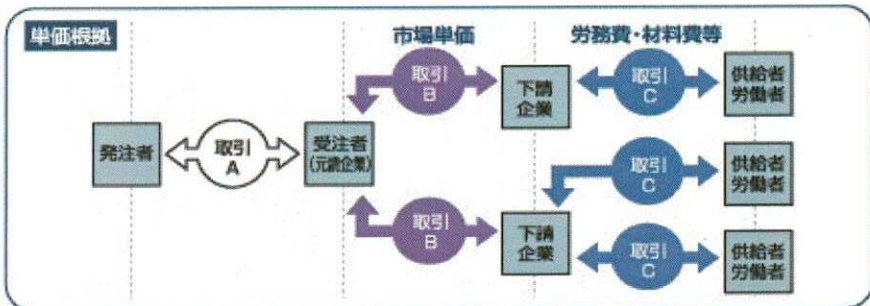 単価根拠
市場単価
労務費・材料費等
取引
B
下請
企業
取引
C
供給者
労働者
発注者
取引
A
受注者
(元請企業)
取引
C
供給者
労働者
取引
B
下請
企業
取引
C
供給者
労働者